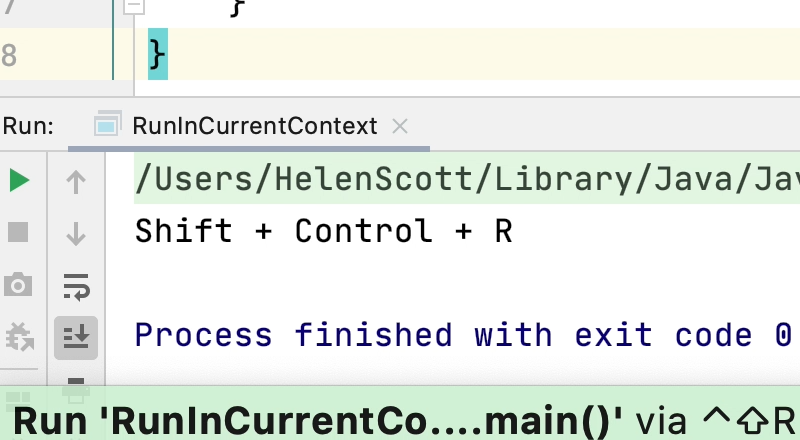 7 }
8 }
Run: RunInCurrentContext
/Users/HelenScott/Library/Java/Jav
Shift + Control + R
Process finished with exit code 0
Run 'RunInCurrentCo....main()' via ^⇧R